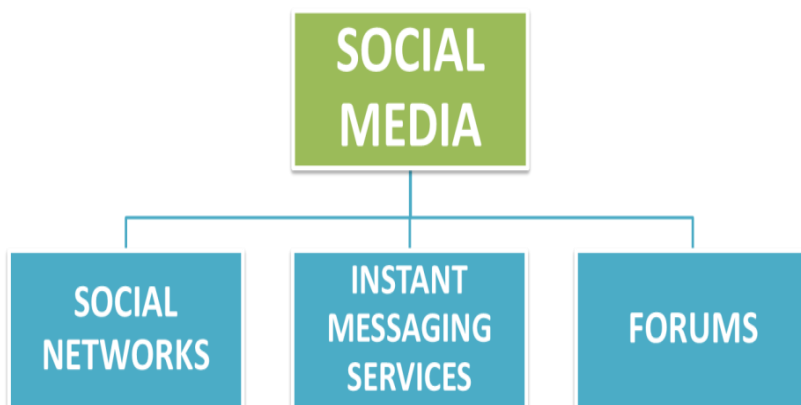 SOCIAL
MEDIA
SOCIAL
NETWORKS
INSTANT
MESSAGING
SERVICES
FORUMS